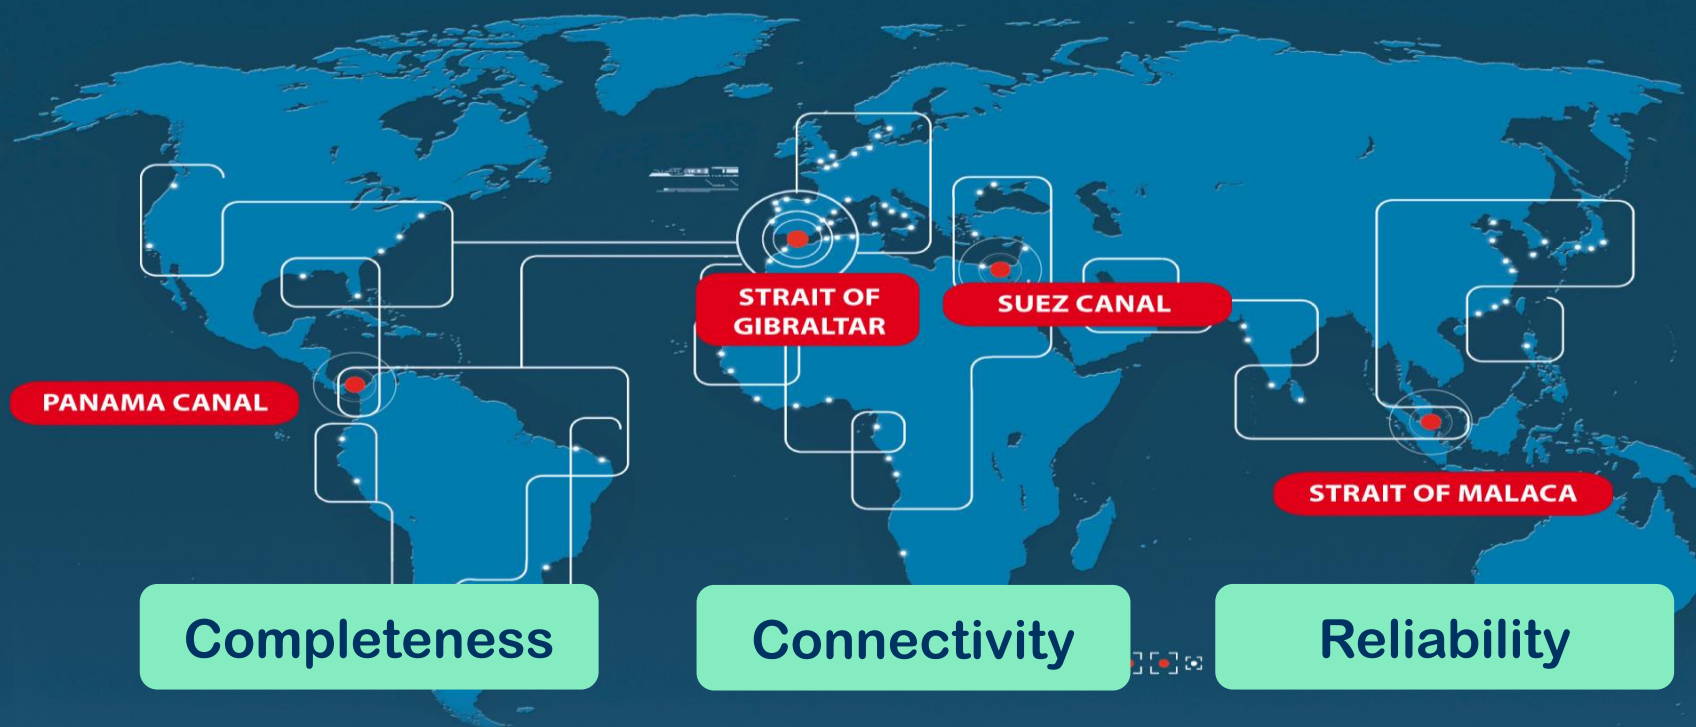 STRAIT OF
GIBRALTAR
SUEZ CANAL
PANAMA CANAL
STRAIT OF MALACA
Completeness
Connectivity
Reliability